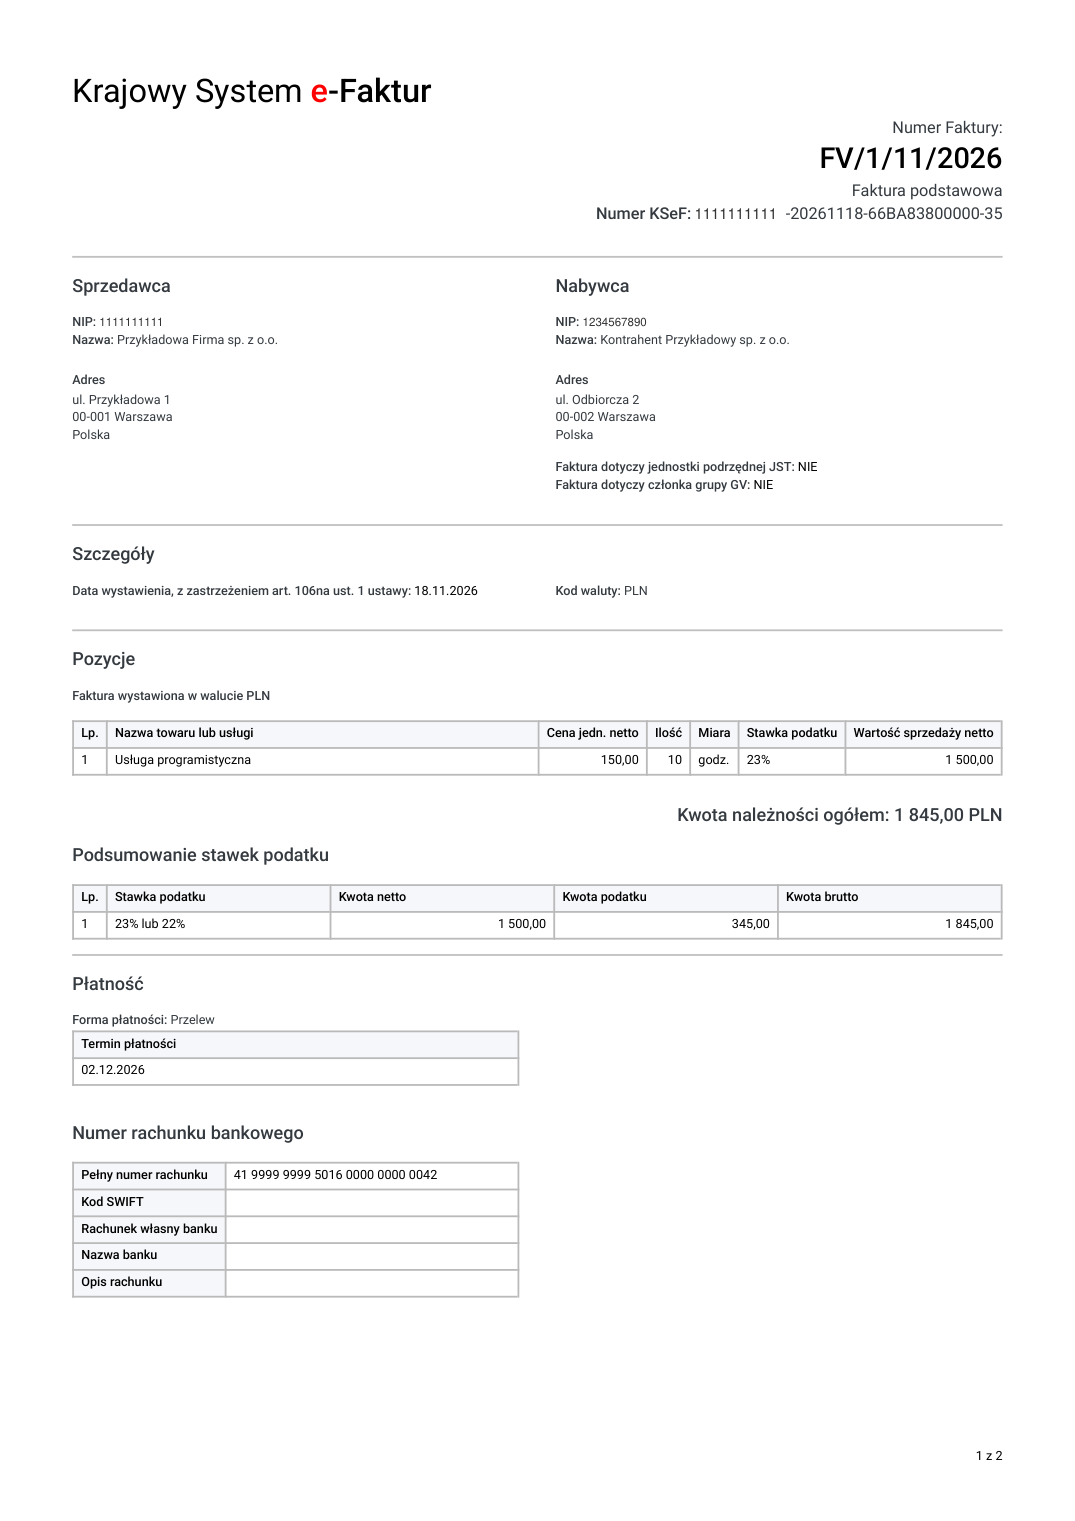 Krajowy System e-Faktur
Numer Faktury:
FV/1/11/2026
Faktura podstawowa
Numer KSeF: 1111111111 -20261118-66BA83800000-35
Sprzedawca
NIP: 1111111111
Nazwa: Przykładowa Firma sp. z o.o.
Adres
ul. Przykładowa 1
00-001 Warszawa
Polska
Nabywca
NIP: 1234567890
Nazwa: Kontrahent Przykładowy sp. z o.o.
Adres
ul. Odbiorcza 2
00-002 Warszawa
Polska
Faktura dotyczy jednostki podrzędnej JST: NIE
Faktura dotyczy członka grupy GV: NIE
Szczegóły
Data wystawienia, z zastrzeżeniem art. 106na ust. 1 ustawy: 18.11.2026
Kod waluty: PLN
Pozycje
Faktura wystawiona w walucie PLN
Lp. Nazwa towaru lub usługi Cena jedn. netto Ilość Miara Stawka podatku Wartość sprzedaży netto
1 Usługa programistyczna 150,00 10 godz. 23% 1 500,00
Kwota należności ogółem: 1 845,00 PLN
Podsumowanie stawek podatku
Lp. Stawka podatku Kwota netto Kwota podatku Kwota brutto
1 23% lub 22% 1 500,00 345,00 1 845,00
Płatność
Forma płatności: Przelew
Termin płatności
02.12.2026
Numer rachunku bankowego
Pełny numer rachunku 41 9999 9999 5016 0000 0000 0042
Kod SWIFT
Rachunek własny banku
Nazwa banku
Opis rachunku
1 z 2